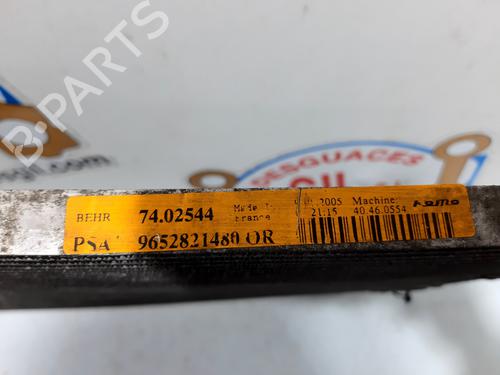 B-PARTS
DESGUACES
BEHR 74.02544 Made In France 2005 Machine:
21:15 40.46.0554
PSA 9652821480 OR